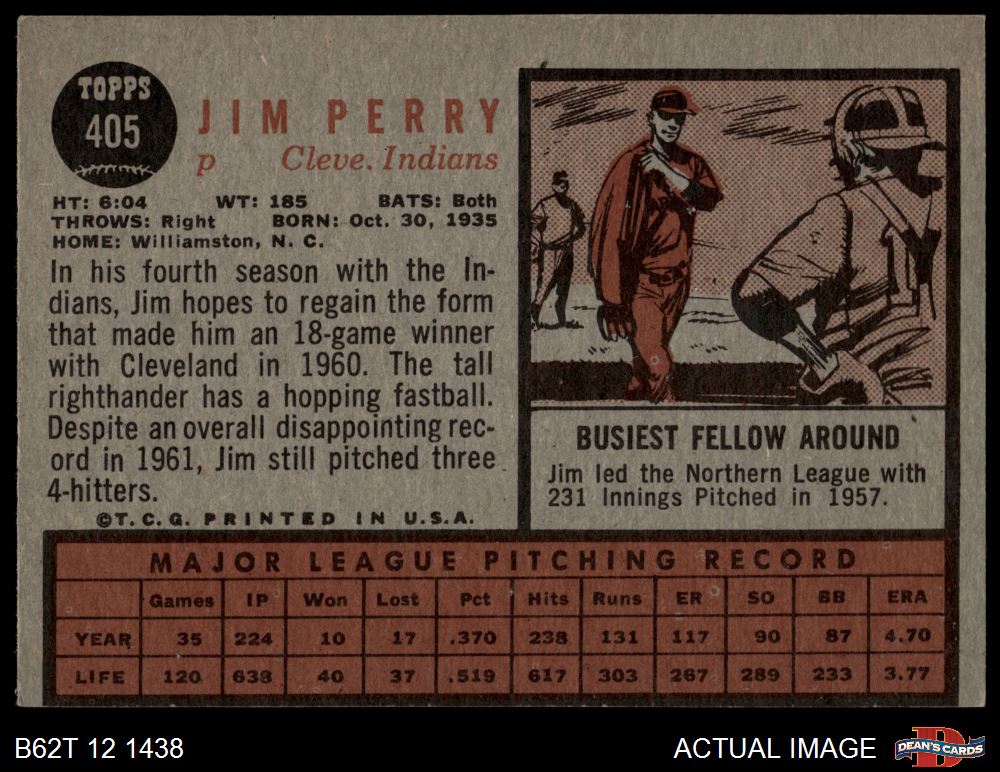 TOPPS
405
JIM PERRY
p Cleve. Indians
HT: 6:04 WT: 185 BATS: Both
THROWS: Right BORN: Oct. 30, 1935
HOME: Williamston, N. C.
In his fourth season with the In-
dians, Jim hopes to regain the form
that made him an 18-game winner
with Cleveland in 1960. The tall
righthander has a hopping fastball.
Despite an overall disappointing rec-
ord in 1961, Jim still pitched three
4-hitters.
©T.C.G. PRINTED IN U.S.A.
BUSIEST FELLOW AROUND
Jim led the Northern League with
231 Innings Pitched in 1957.
MAJOR LEAGUE PITCHING RECORD
Games IP Won Lost Pct Hits Runs ER SO BB ERA
YEAR 35 224 10 17 .370 238 131 117 90 87 4.70
LIFE 120 638 40 37 .519 617 303 267 289 233 3.77
B62T 12 1438
ACTUAL IMAGE
D
DEAN'S CARDS